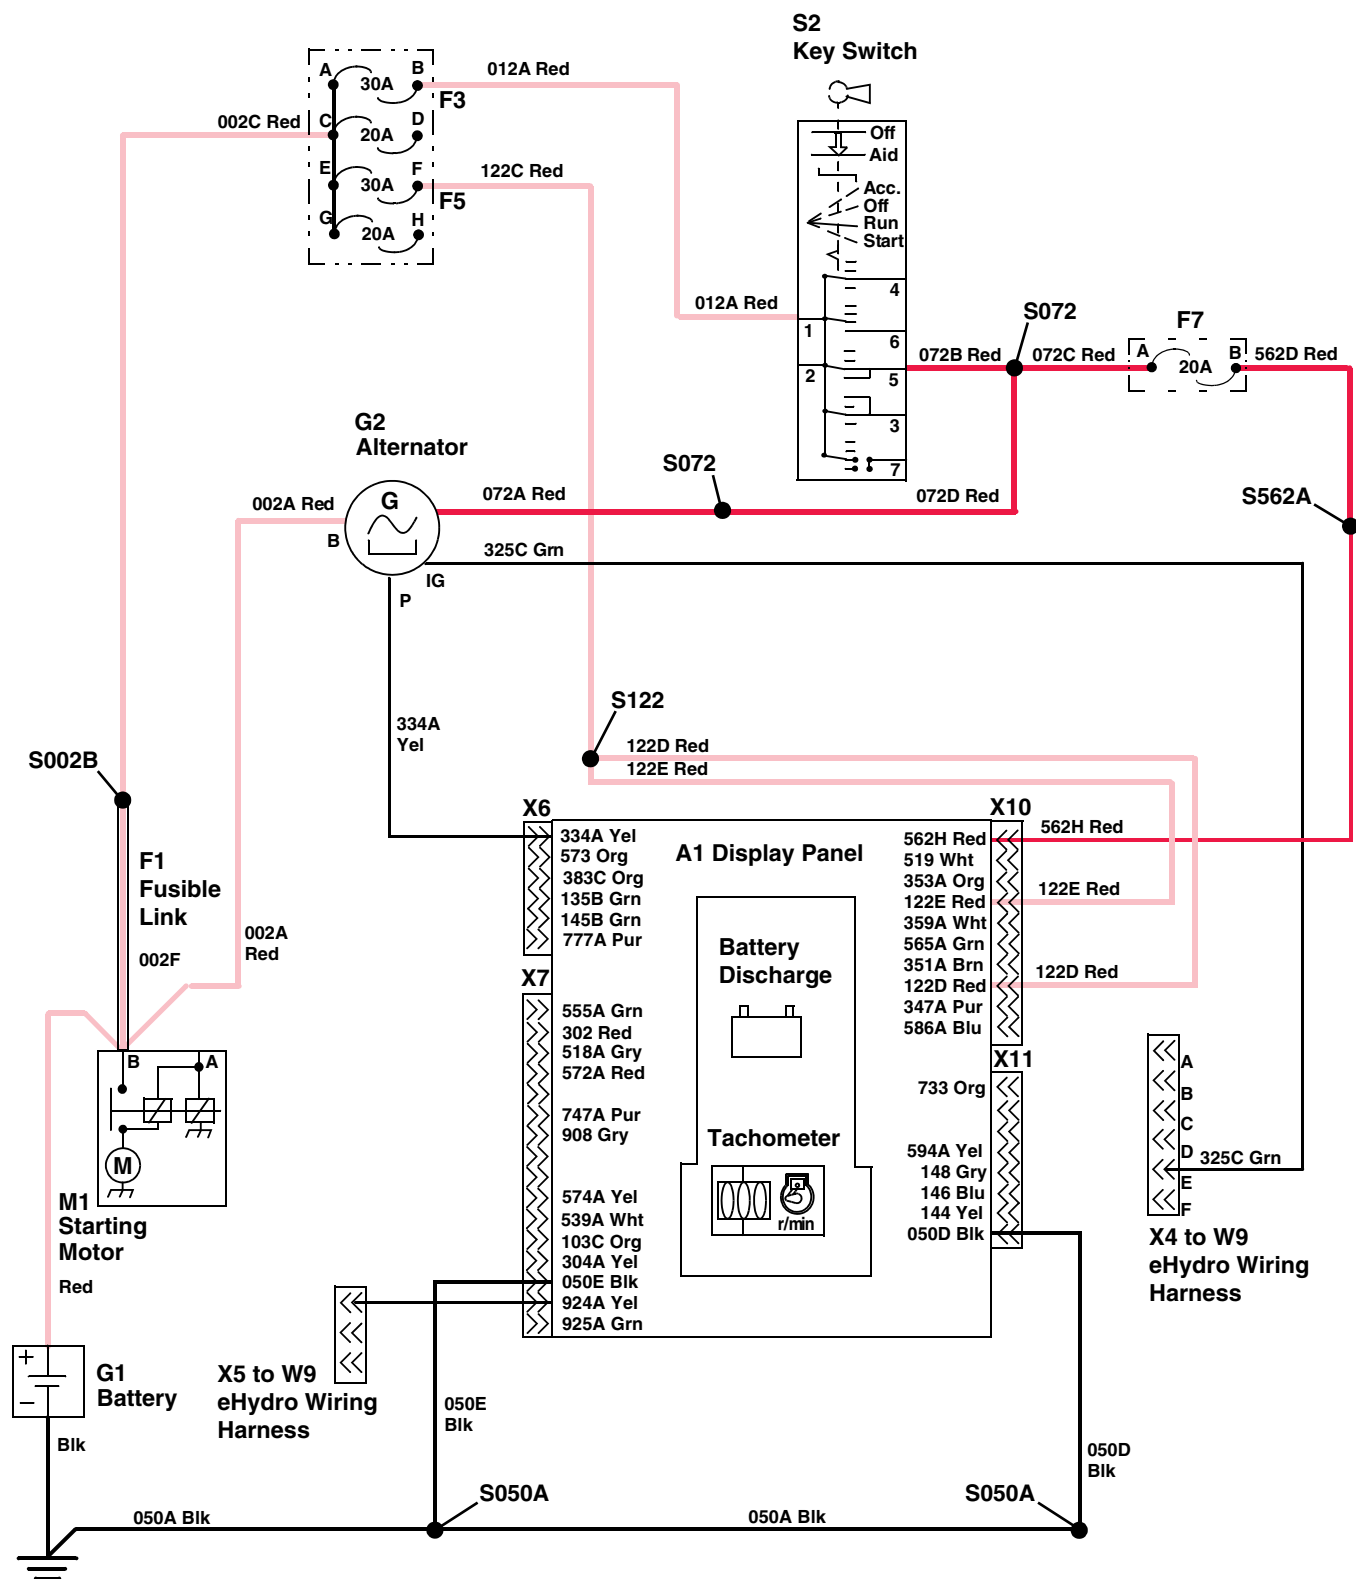 S2
Key Switch
Off
Aid
Acc.
Off
Run
Start
4
1
6
2
5
3
7
A
B
30A
F3
C
D
20A
E
F
30A
F5
G
H
20A
012A Red
002C Red
122C Red
012A Red
S072
F7
072B Red
072C Red
A
B
20A
562D Red
G2
Alternator
G
002A Red
B
IG
P
072A Red
S072
072D Red
S562A
325C Grn
334A
Yel
S122
122D Red
122E Red
S002B
F1
Fusible
Link
002F
002A
Red
X6
334A Yel
573 Org
383C Org
135B Grn
145B Grn
777A Pur
X7
555A Grn
302 Red
518A Gry
572A Red
747A Pur
908 Gry
574A Yel
539A Wht
103C Org
304A Yel
050E Blk
924A Yel
925A Grn
A1 Display Panel
Battery
Discharge
Tachometer
r/min
X10
562H Red
519 Wht
353A Org
122E Red
359A Wht
565A Grn
351A Brn
122D Red
347A Pur
586A Blu
562H Red
122E Red
122D Red
X11
733 Org
594A Yel
148 Gry
146 Blu
144 Yel
050D Blk
A
B
C
D
E
F
325C Grn
X4 to W9
eHydro Wiring
Harness
B
A
M
M1
Starting
Motor
Red
+
−
G1
Battery
Blk
X5 to W9
eHydro Wiring
Harness
050E
Blk
050D
Blk
S050A
S050A
050A Blk
050A Blk